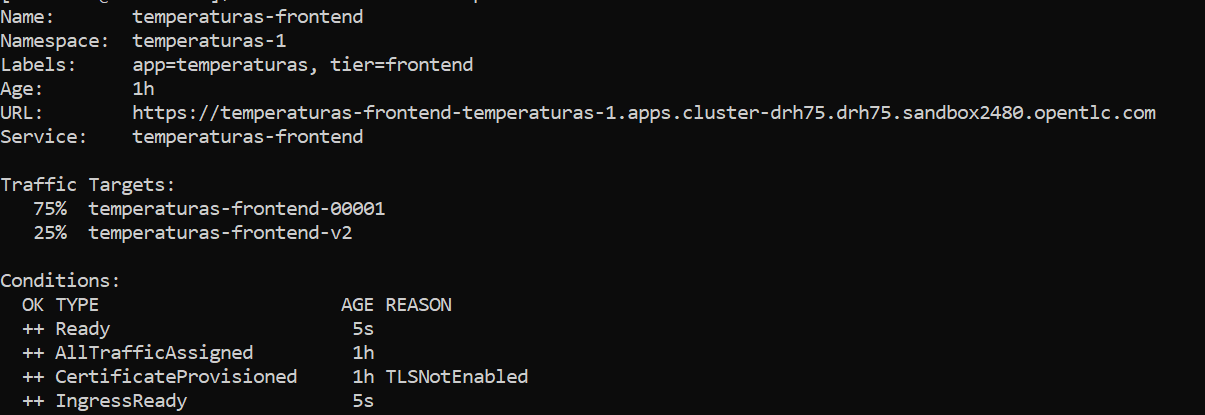 Name:       temperaturas-frontend
Namespace:  temperaturas-1
Labels:     app=temperaturas, tier=frontend
Age:        1h
URL:        https://temperaturas-frontend-temperaturas-1.apps.cluster-drh75.drh75.sandbox2480.opentlc.com
Service:    temperaturas-frontend

Traffic Targets:
   75%  temperaturas-frontend-00001
   25%  temperaturas-frontend-v2

Conditions:
  OK TYPE                      AGE REASON
  ++ Ready                      5s
  ++ AllTrafficAssigned         1h
  ++ CertificateProvisioned     1h TLSNotEnabled
  ++ IngressReady               5s